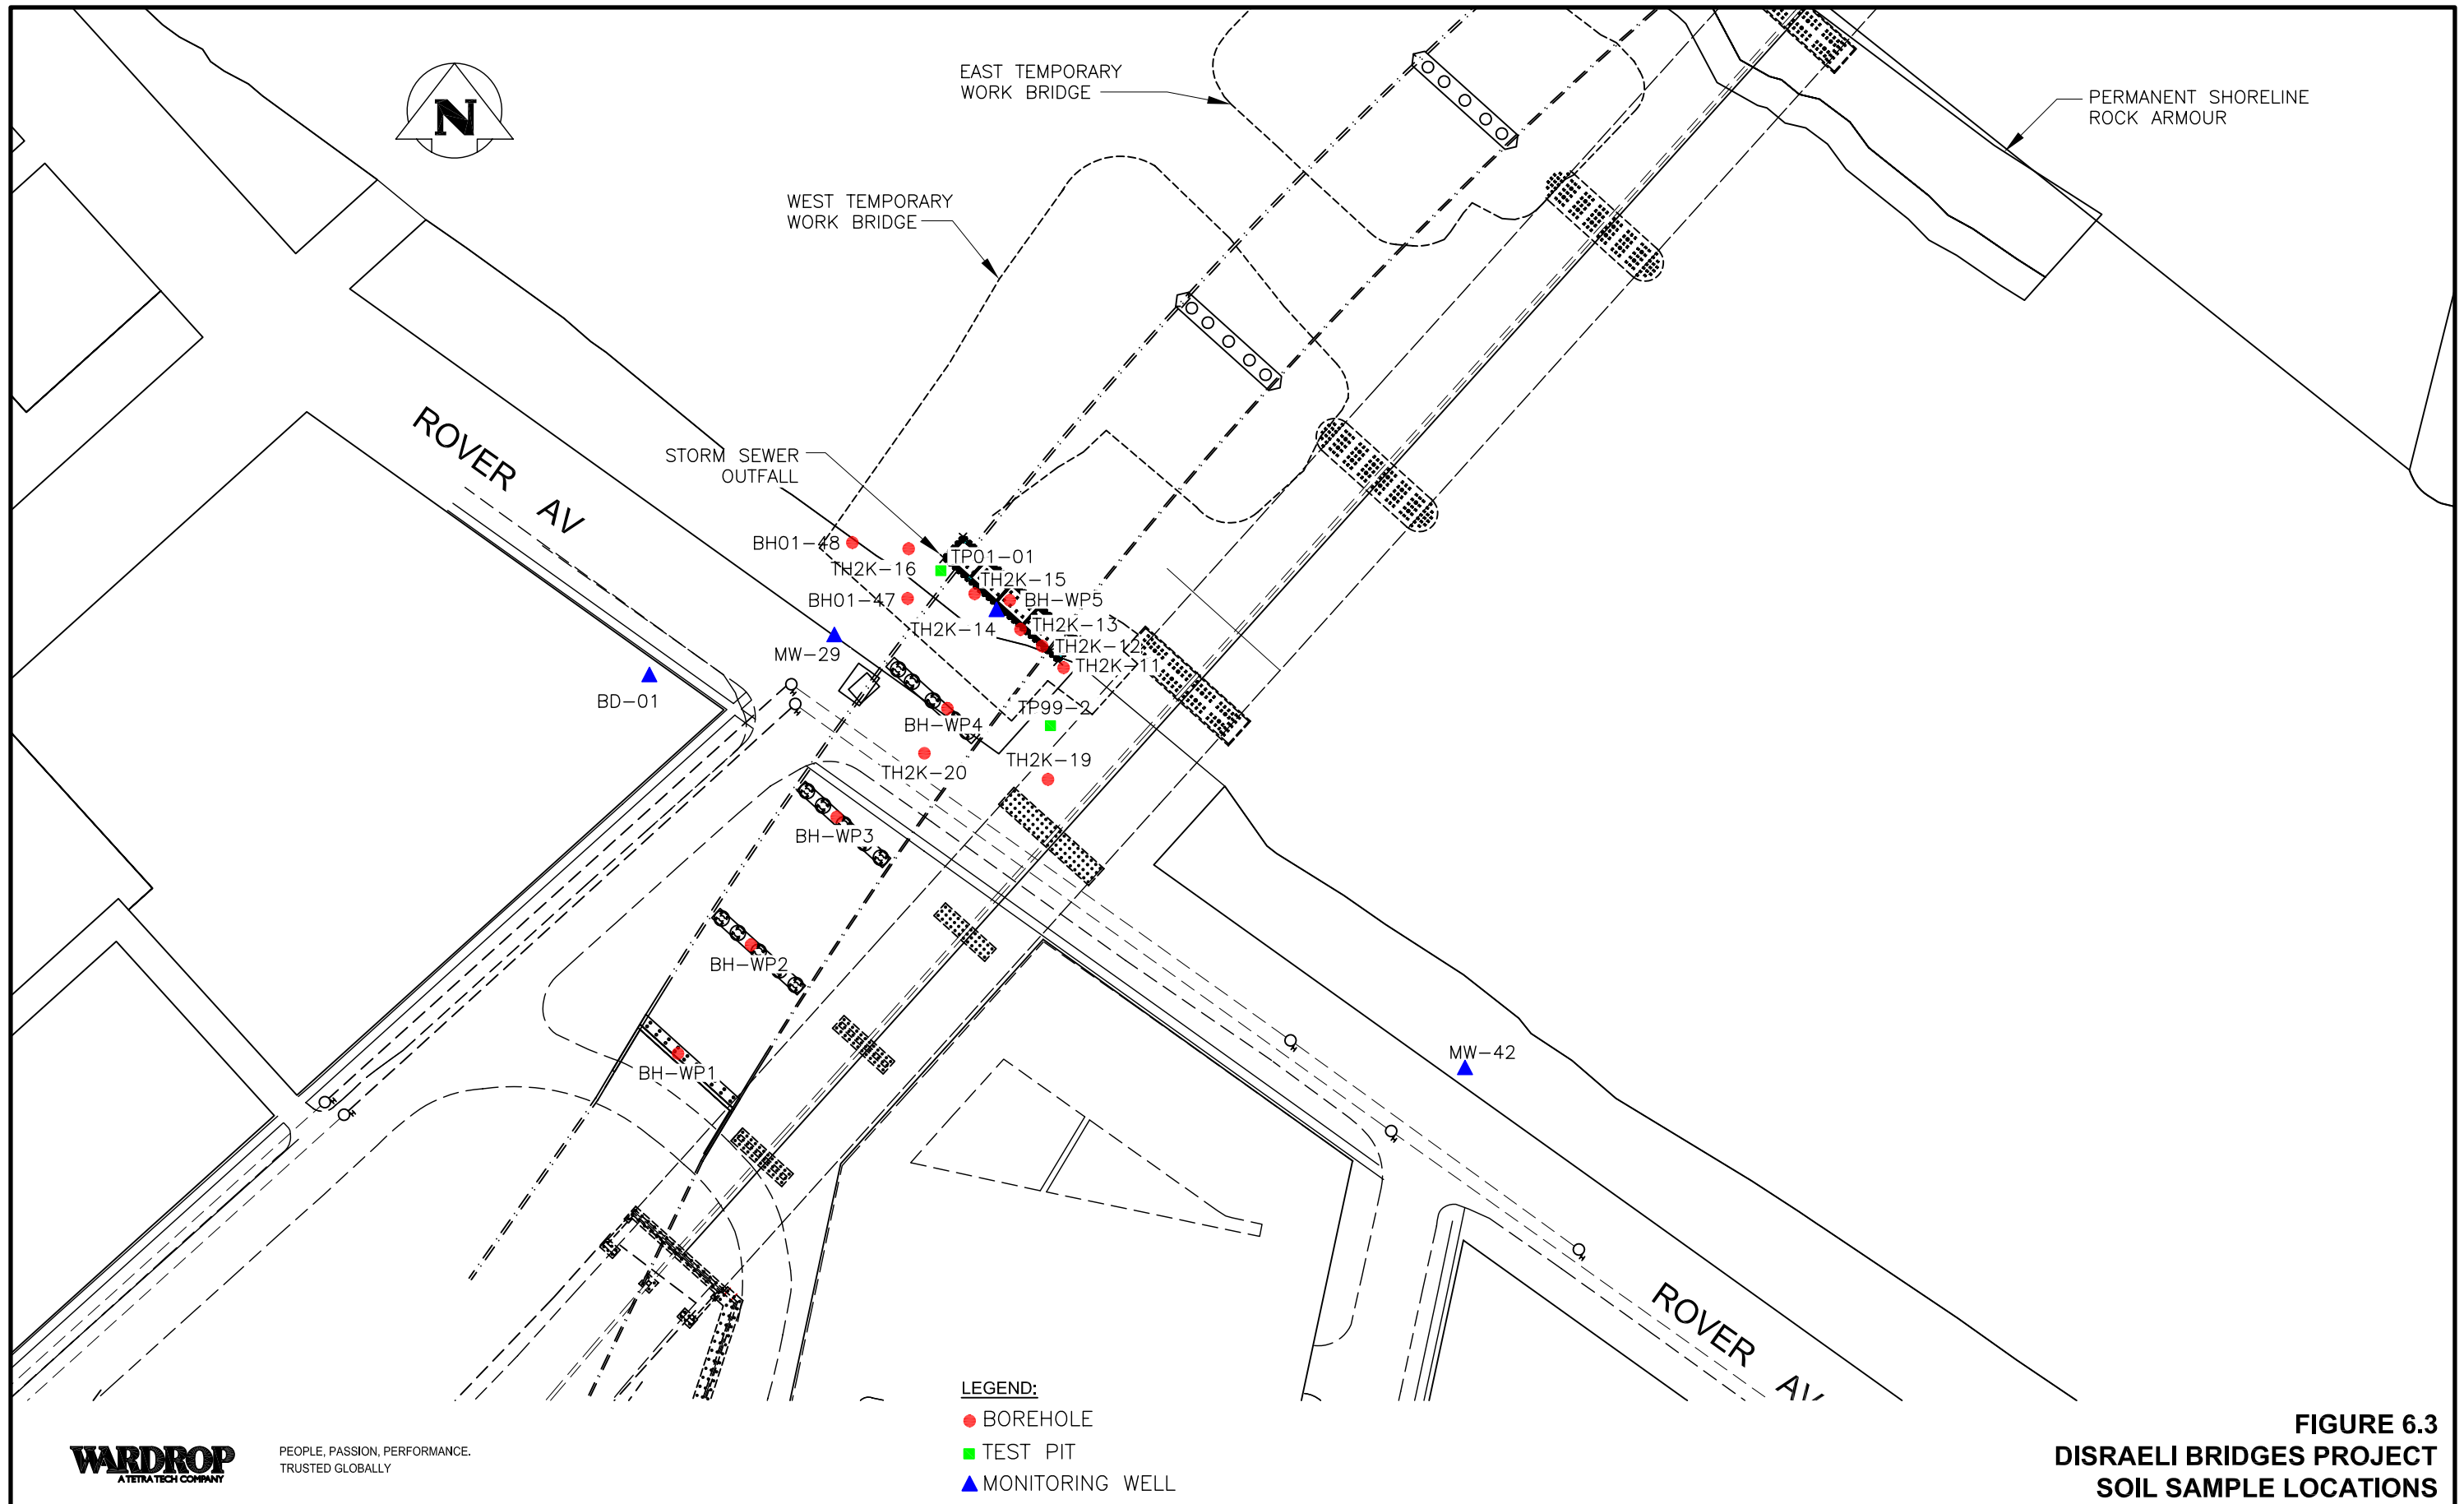 N
EAST TEMPORARY
WORK BRIDGE
PERMANENT SHORELINE
ROCK ARMOUR
WEST TEMPORARY
WORK BRIDGE
ROVER AV
STORM SEWER
OUTFALL
BH01-48
TP01-01
TH2K-16
TH2K-15
BH01-47
BH-WP5
TH2K-14
TH2K-13
TH2K-12
MW-29
TH2K-11
BD-01
TP99-2
BH-WP4
TH2K-19
TH2K-20
BH-WP3
BH-WP2
MW-42
BH-WP1
ROVER AV
LEGEND:
BOREHOLE
TEST PIT
MONITORING WELL
WARDROP
A TETRA TECH COMPANY
PEOPLE, PASSION, PERFORMANCE.
TRUSTED GLOBALLY
FIGURE 6.3
DISRAELI BRIDGES PROJECT
SOIL SAMPLE LOCATIONS